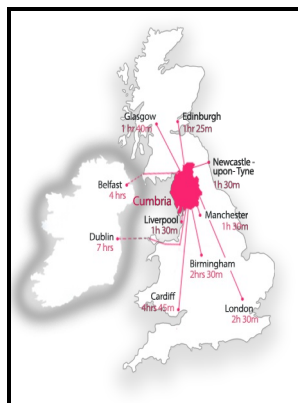 Glasgow
1 hr 40m
Edinburgh
1hr 25m
Newcastle -
upon-Tyne
1h 30m
Belfast
4 hrs
Cumbria
Liverpool
1h 30m
Manchester
1h 30m
Dublin
7 hrs
Birmingham
2hrs 30m
Cardiff
4hrs 45m
London
2h 30m